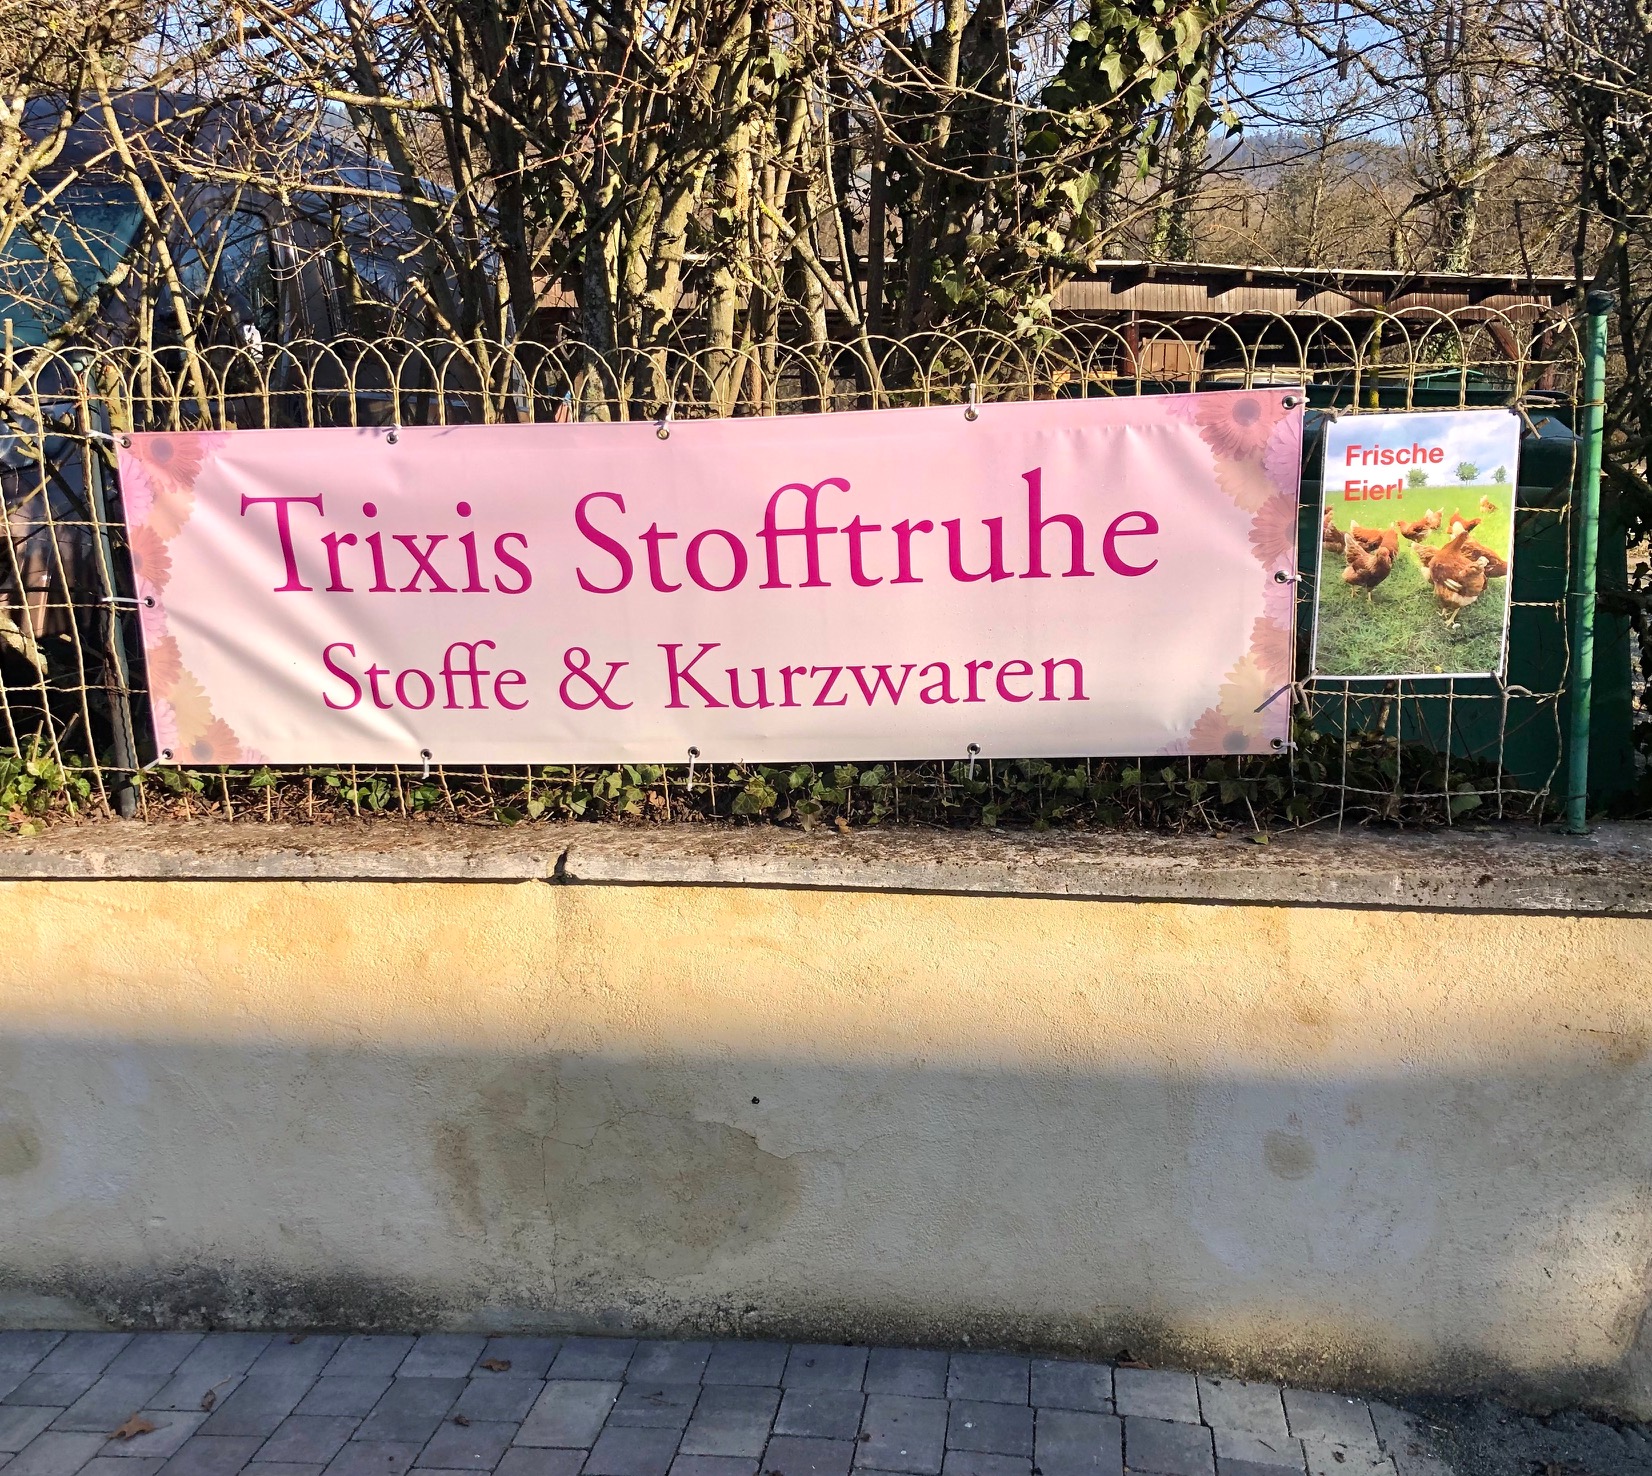 Trixis Stofftruhe
Stoffe & Kurzwaren
Frische
Eier!